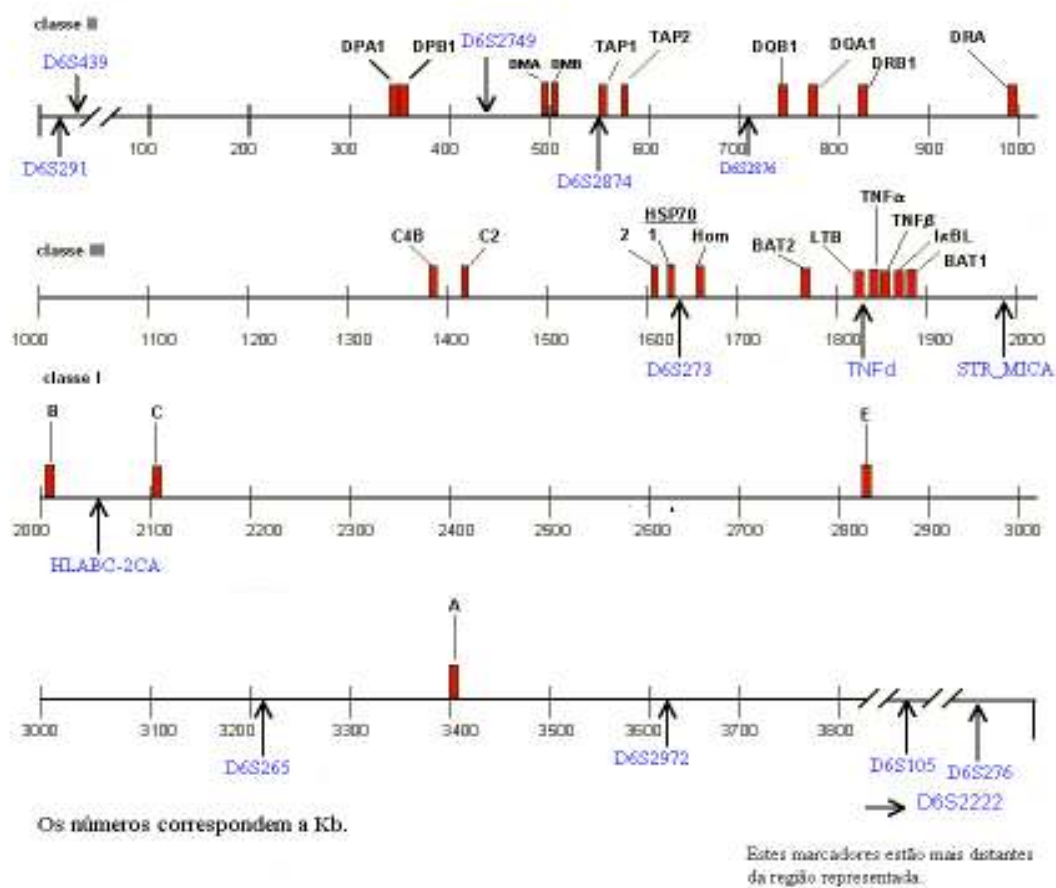 classe II
D6S439
DPA1 DPB1 D6S2749 DMA DMB TAP1 TAP2 DQB1 DQA1 DRB1 DRA
100 200 300 400 500 600 700 800 900 1000
D6S291 D6S2874 D6S2876
classe III
C4B C2 HSP70 2 1 Hom BAT2 LTB TNFα TNFβ IκBL BAT1
1000 1100 1200 1300 1400 1500 1600 1700 1800 1900 2000
D6S273 TNFd STR_MICA
classe I
B C E
2000 2100 2200 2300 2400 2500 2600 2700 2800 2900 3000
HLABC-2CA
A
3000 3100 3200 3300 3400 3500 3600 3700 3800
D6S265 D6S2972 D6S105 D6S276
D6S2222
Os números correspondem a Kb.
Estes marcadores estão mais distantes
da região representada.